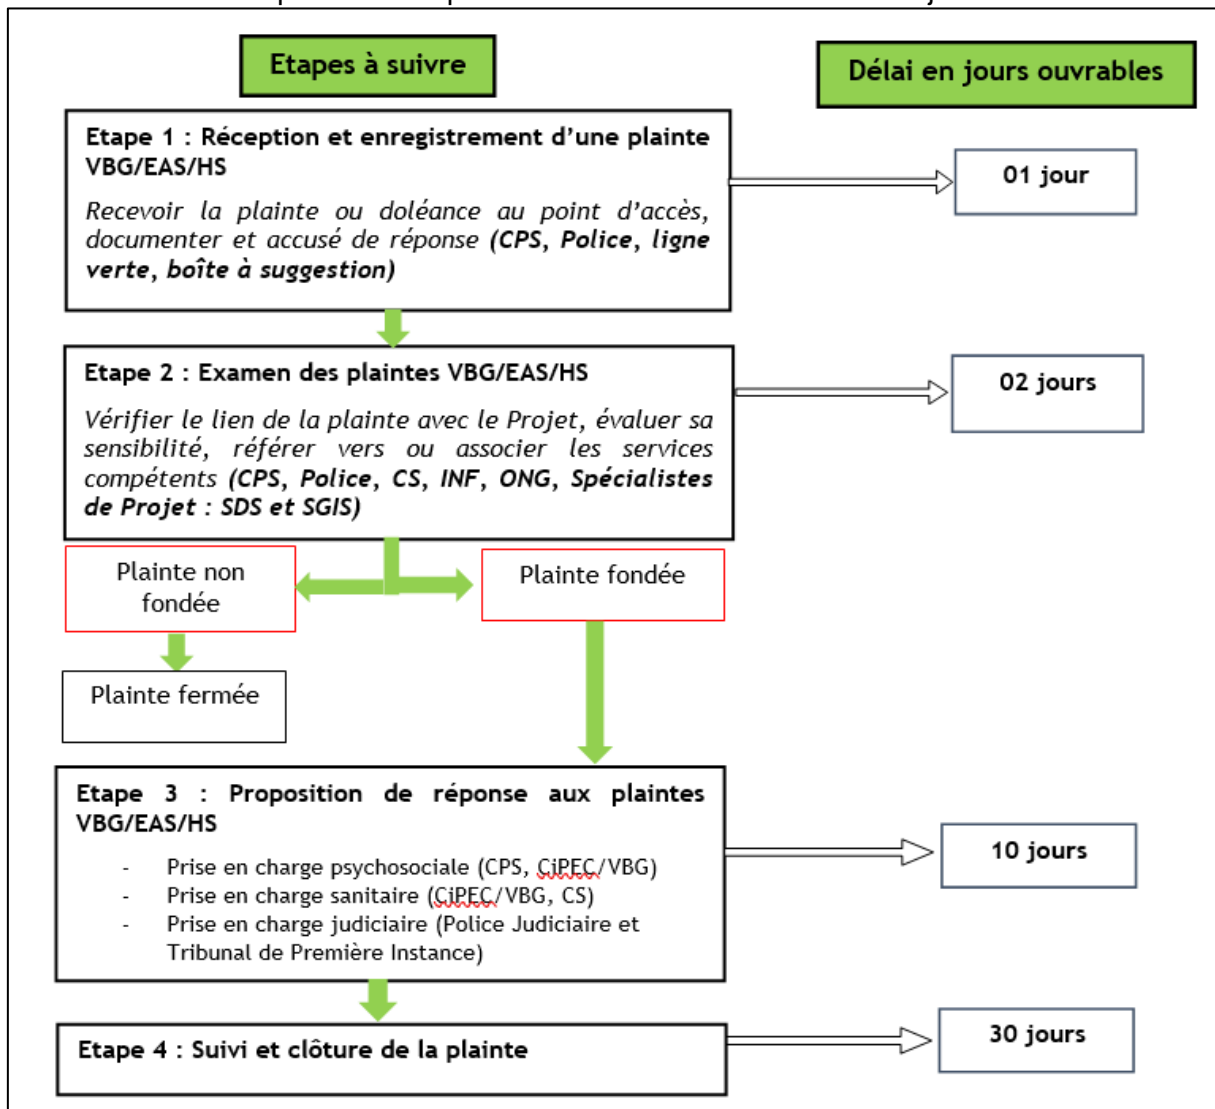 Etapes à suivre
Délai en jours ouvrables
Etape 1 : Réception et enregistrement d’une plainte
VBG/EAS/HS
Recevoir la plainte ou doléance au point d’accès,
documenter et accusé de réponse (CPS, Police, ligne
verte, boîte à suggestion)
01 jour
Etape 2 : Examen des plaintes VBG/EAS/HS
Vérifier le lien de la plainte avec le Projet, évaluer sa
sensibilité, référer vers ou associer les services
compétents (CPS, Police, CS, INF, ONG, Spécialistes
de Projet : SDS et SGIS)
02 jours
Plainte non
fondée
Plainte fondée
Plainte fermée
Etape 3 : Proposition de réponse aux plaintes
VBG/EAS/HS
- Prise en charge psychosociale (CPS, CiPEC/VBG)
- Prise en charge sanitaire (CiPEC/VBG, CS)
- Prise en charge judiciaire (Police Judiciaire et
Tribunal de Première Instance)
10 jours
Etape 4 : Suivi et clôture de la plainte
30 jours